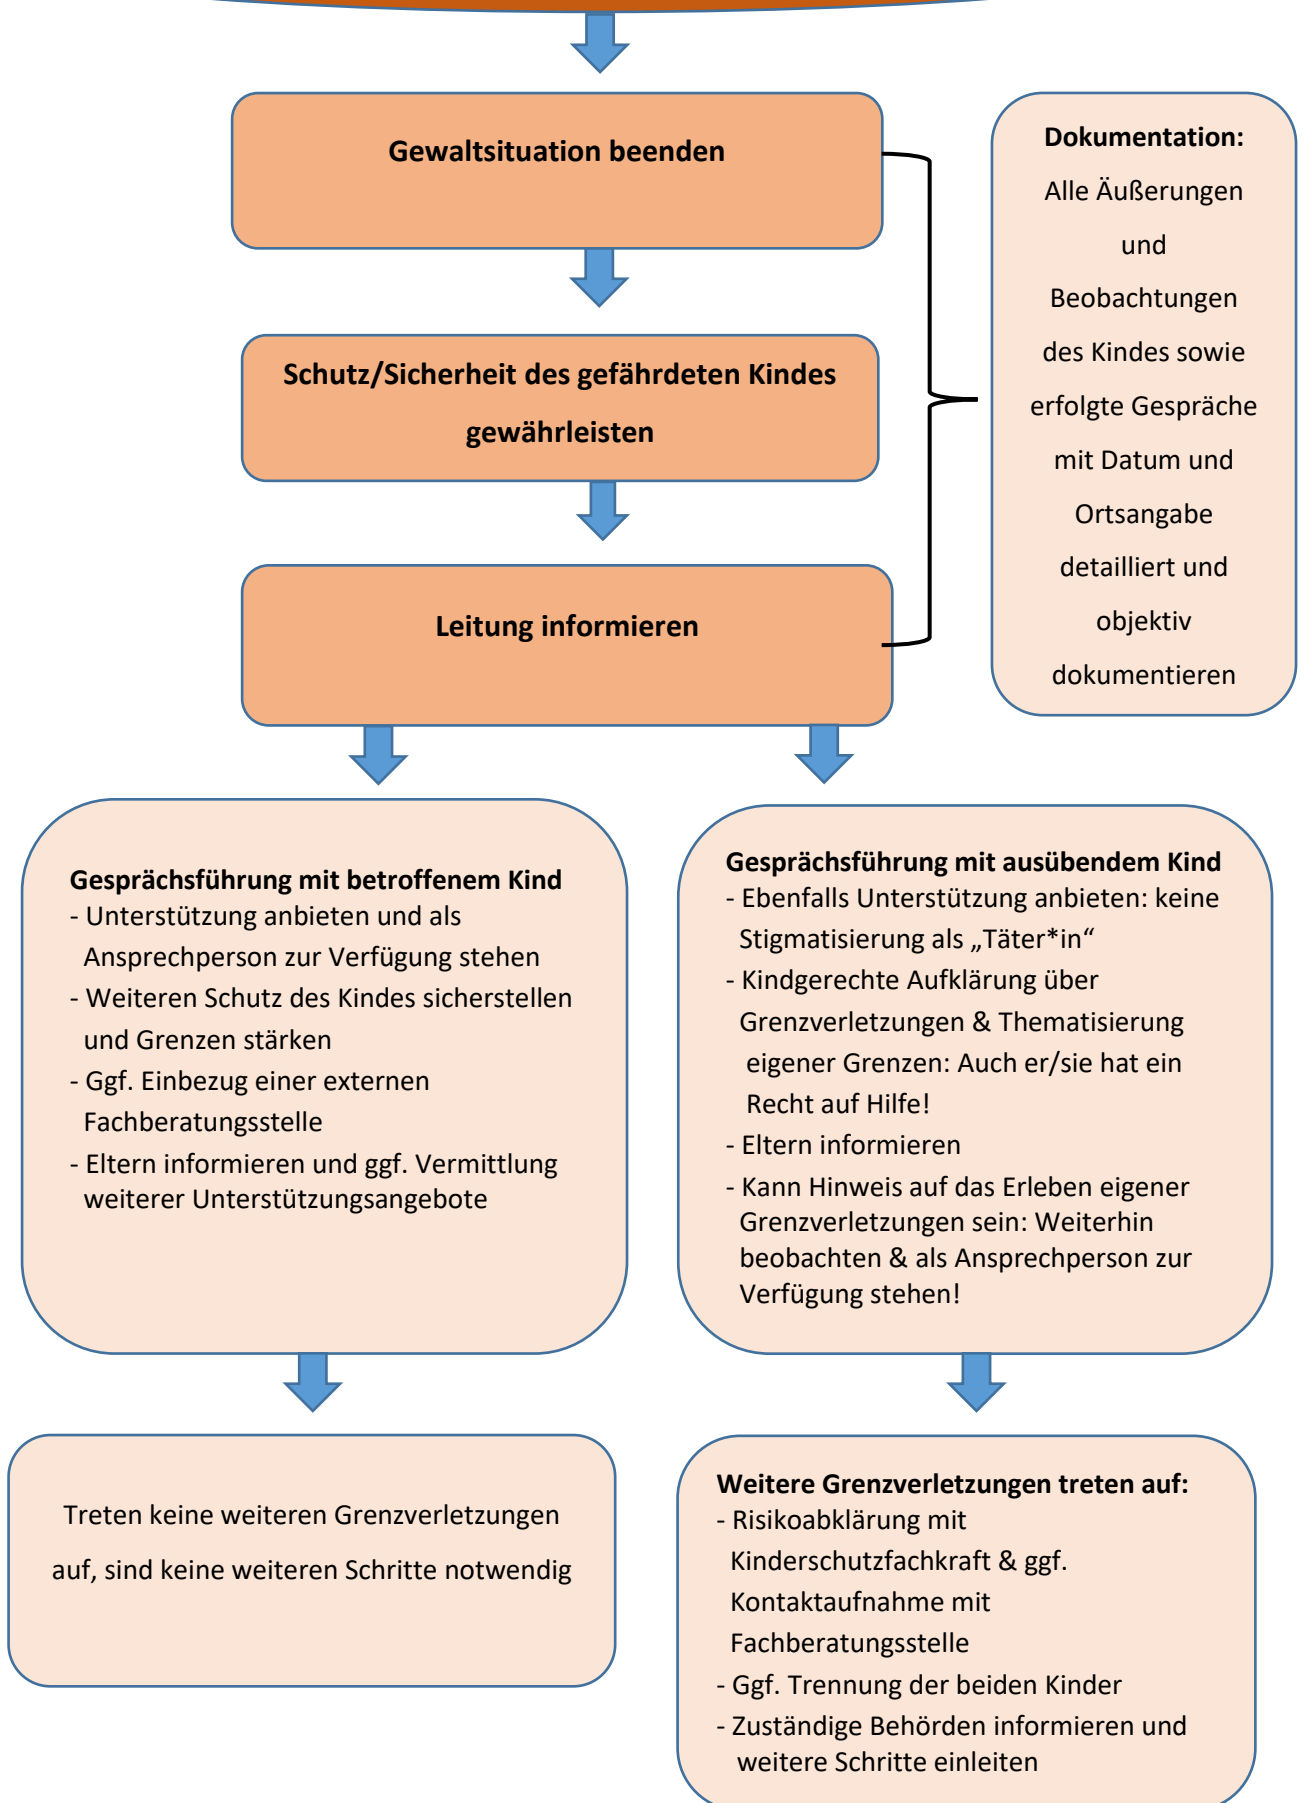 Gewaltsituation beenden
Schutz/Sicherheit des gefährdeten Kindes
gewährleisten
Leitung informieren
Dokumentation:
Alle Äußerungen
und
Beobachtungen
des Kindes sowie
erfolgte Gespräche
mit Datum und
Ortsangabe
detailliert und
objektiv
dokumentieren
Gesprächsführung mit betroffenem Kind
- Unterstützung anbieten und als
Ansprechperson zur Verfügung stehen
- Weiteren Schutz des Kindes sicherstellen
und Grenzen stärken
- Ggf. Einbezug einer externen
Fachberatungsstelle
- Eltern informieren und ggf. Vermittlung
weiterer Unterstützungsangebote
Gesprächsführung mit ausübendem Kind
- Ebenfalls Unterstützung anbieten: keine
Stigmatisierung als „Täter*in“
- Kindgerechte Aufklärung über
Grenzverletzungen & Thematisierung
eigener Grenzen: Auch er/sie hat ein
Recht auf Hilfe!
- Eltern informieren
- Kann Hinweis auf das Erleben eigener
Grenzverletzungen sein: Weiterhin
beobachten & als Ansprechperson zur
Verfügung stehen!
Treten keine weiteren Grenzverletzungen
auf, sind keine weiteren Schritte notwendig
Weitere Grenzverletzungen treten auf:
- Risikoabklärung mit
Kinderschutzfachkraft & ggf.
Kontaktaufnahme mit
Fachberatungsstelle
- Ggf. Trennung der beiden Kinder
- Zuständige Behörden informieren und
weitere Schritte einleiten